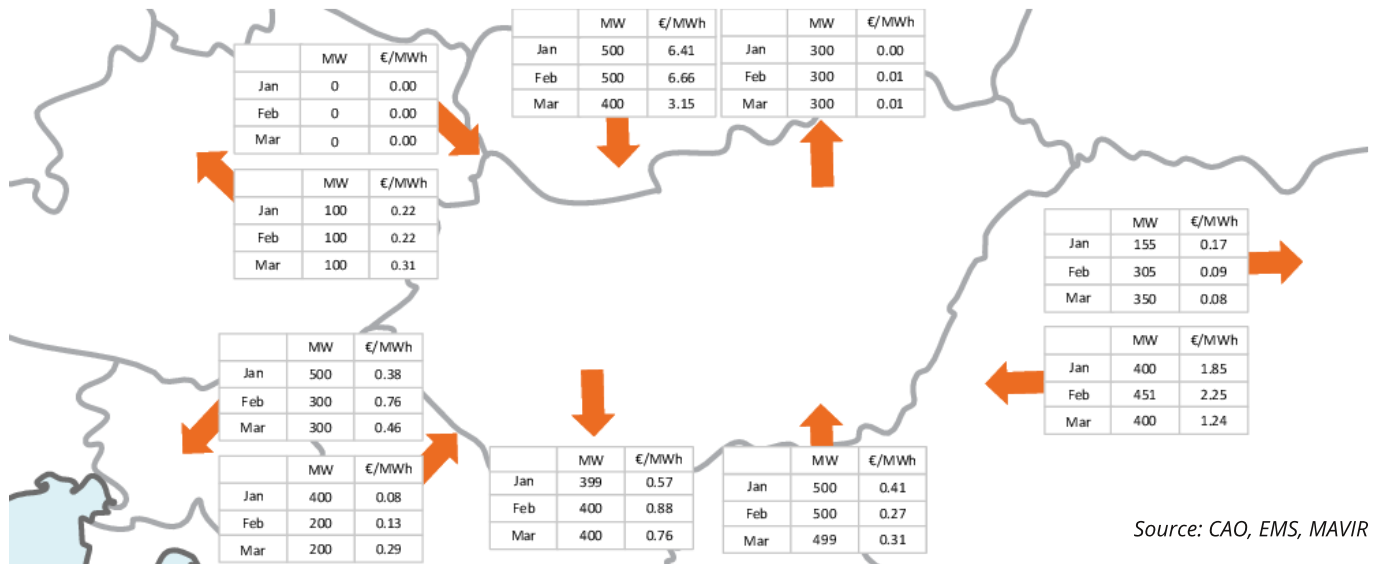 MW €/MWh
Jan 500 6.41
Feb 500 6.66
Mar 400 3.15
MW €/MWh
Jan 300 0.00
Feb 300 0.01
Mar 300 0.01
MW €/MWh
Jan 0 0.00
Feb 0 0.00
Mar 0 0.00
MW €/MWh
Jan 100 0.22
Feb 100 0.22
Mar 100 0.31
MW €/MWh
Jan 155 0.17
Feb 305 0.09
Mar 350 0.08
MW €/MWh
Jan 400 1.85
Feb 451 2.25
Mar 400 1.24
MW €/MWh
Jan 500 0.38
Feb 300 0.76
Mar 300 0.46
MW €/MWh
Jan 400 0.08
Feb 200 0.13
Mar 200 0.29
MW €/MWh
Jan 399 0.57
Feb 400 0.88
Mar 400 0.76
MW €/MWh
Jan 500 0.41
Feb 500 0.27
Mar 499 0.31
Source: CAO, EMS, MAVIR